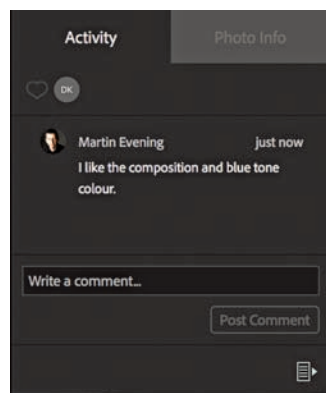 Activity
Photo Info
DK
Martin Evening
just now
I like the composition and blue tone
colour.
Write a comment...
Post Comment